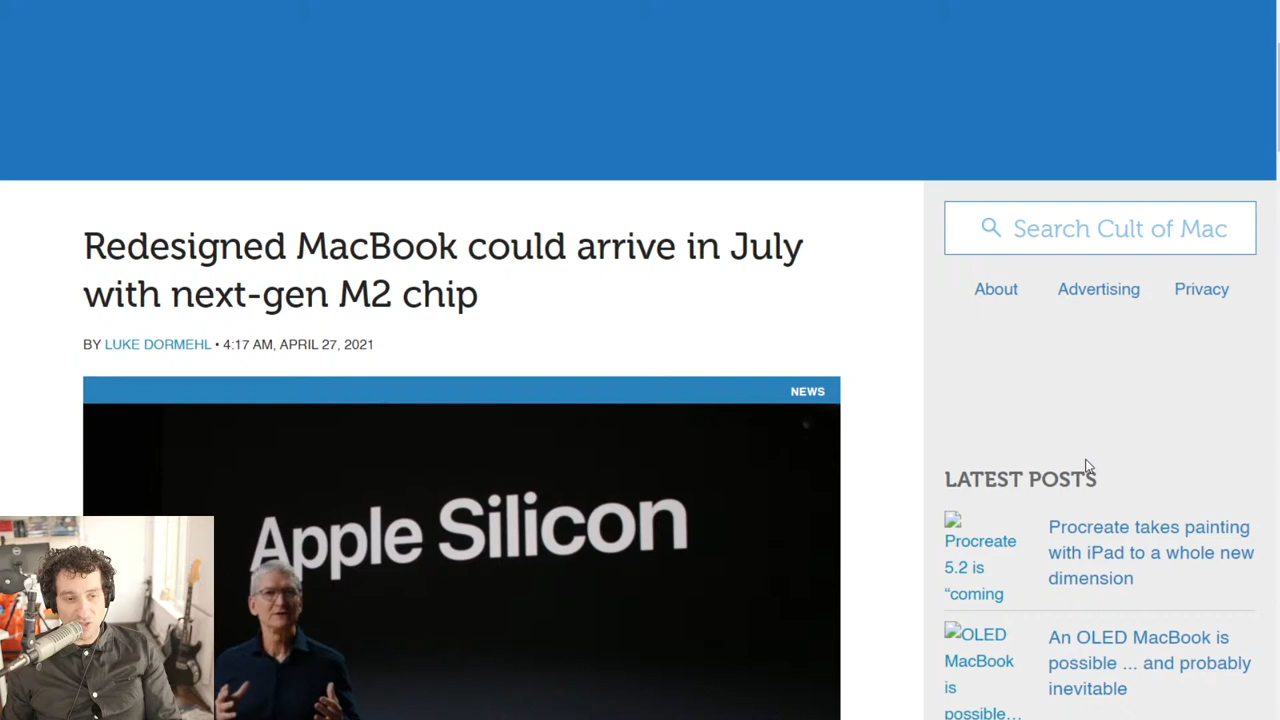 Redesigned MacBook could arrive in July
with next-gen M2 chip
BY LUKE DORMEHL • 4:17 AM, APRIL 27, 2021
NEWS
Apple Silicon
Search Cult of Mac
About Advertising Privacy
LATEST POSTS
Procreate
5.2 is
“coming
Procreate takes painting
with iPad to a whole new
dimension
OLED
MacBook
is
possible…
An OLED MacBook is
possible ... and probably
inevitable